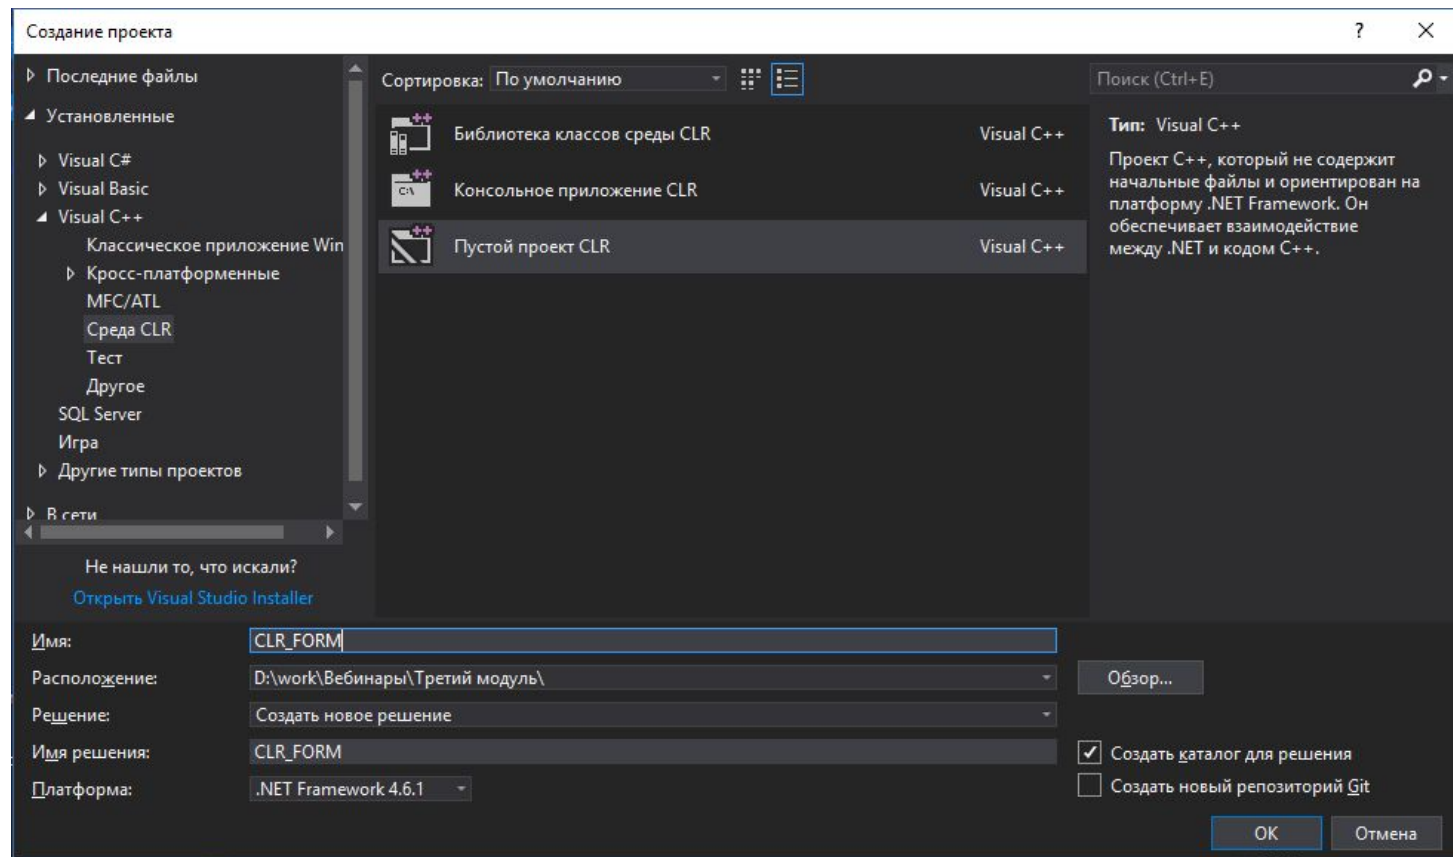 Создание проекта
?
Последние файлы
Установленные
Visual C#
Visual Basic
Visual C++
Классическое приложение Win
Кросс-платформенные
MFC/ATL
Среда CLR
Тест
Другое
SQL Server
Игра
Другие типы проектов
В сети
Не нашли то, что искали?
Открыть Visual Studio Installer
Сортировка: По умолчанию
Библиотека классов среды CLR Visual C++
Консольное приложение CLR Visual C++
Пустой проект CLR Visual C++
Поиск (Ctrl+E)
Тип: Visual C++
Проект C++, который не содержит
начальные файлы и ориентирован на
платформу .NET Framework. Он
обеспечивает взаимодействие
между .NET и кодом C++.
Имя: CLR_FORM
Расположение: D:\work\Вебинары\Третий модуль\ Обзор...
Решение: Создать новое решение
Имя решения: CLR_FORM
Создать каталог для решения
Платформа: .NET Framework 4.6.1
Создать новый репозиторий Git
OK Отмена